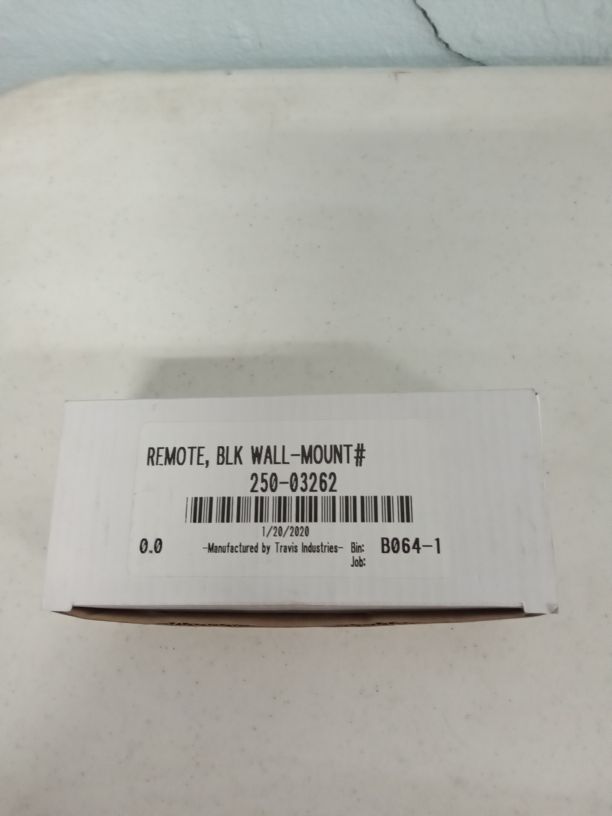 REMOTE, BLK WALL-MOUNT#
250-03262
1/20/2020
0.0 -Manufactured by Travis Industries- Bin: B064-1
Job: